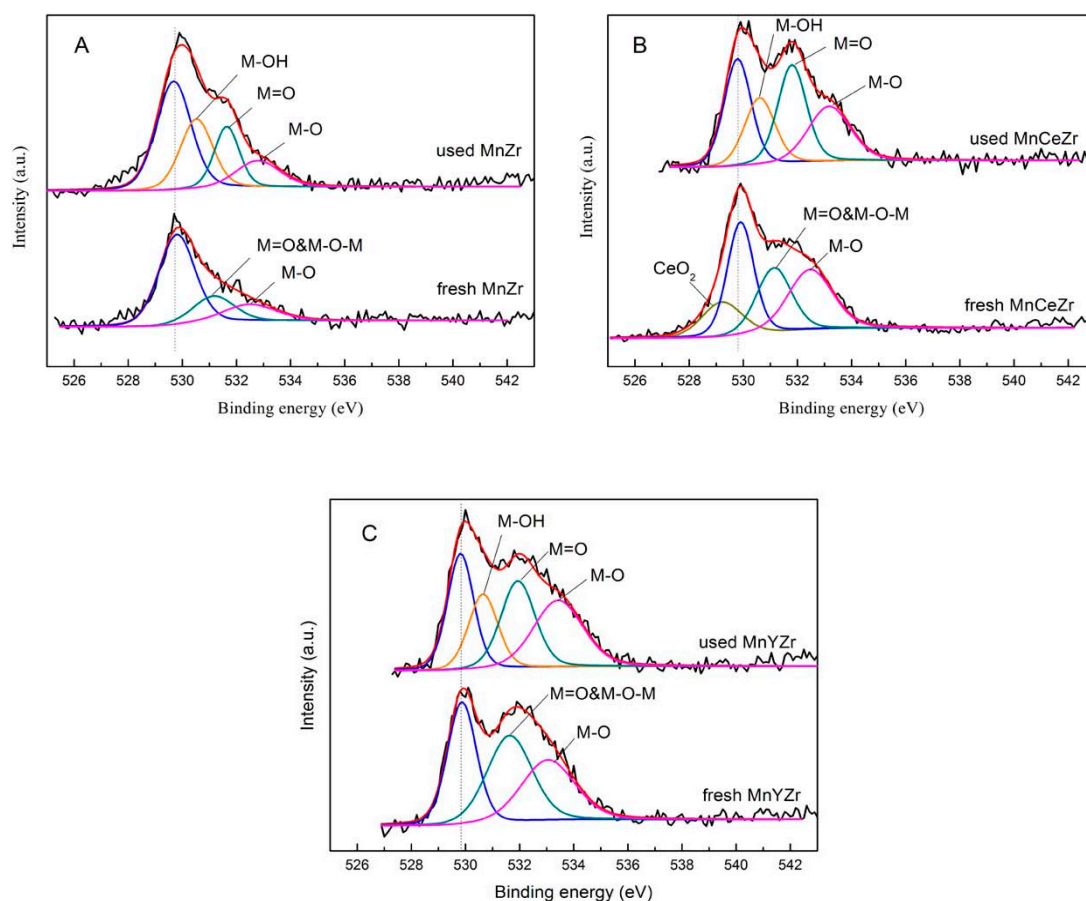 A
M-OH
M=O
M-O
used MnZr
M=O&M-O-M
M-O
fresh MnZr
Intensity (a.u.)
526 528 530 532 534 536 538 540 542
Binding energy (eV)
B
M-OH
M=O
M-O
used MnCeZr
M=O&M-O-M
M-O
CeO₂
fresh MnCeZr
Intensity (a.u.)
526 528 530 532 534 536 538 540 542
Binding energy (eV)
C
M-OH
M=O
M-O
used MnYZr
M=O&M-O-M
M-O
fresh MnYZr
Intensity (a.u.)
526 528 530 532 534 536 538 540 542
Binding energy (eV)